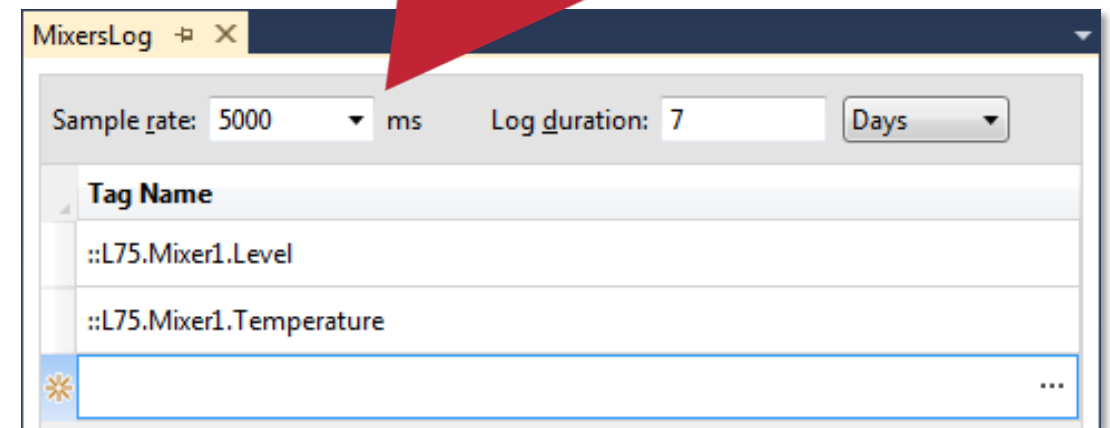 MixersLog
Sample rate: 5000 ms Log duration: 7 Days
Tag Name
::L75.Mixer1.Level
::L75.Mixer1.Temperature
...